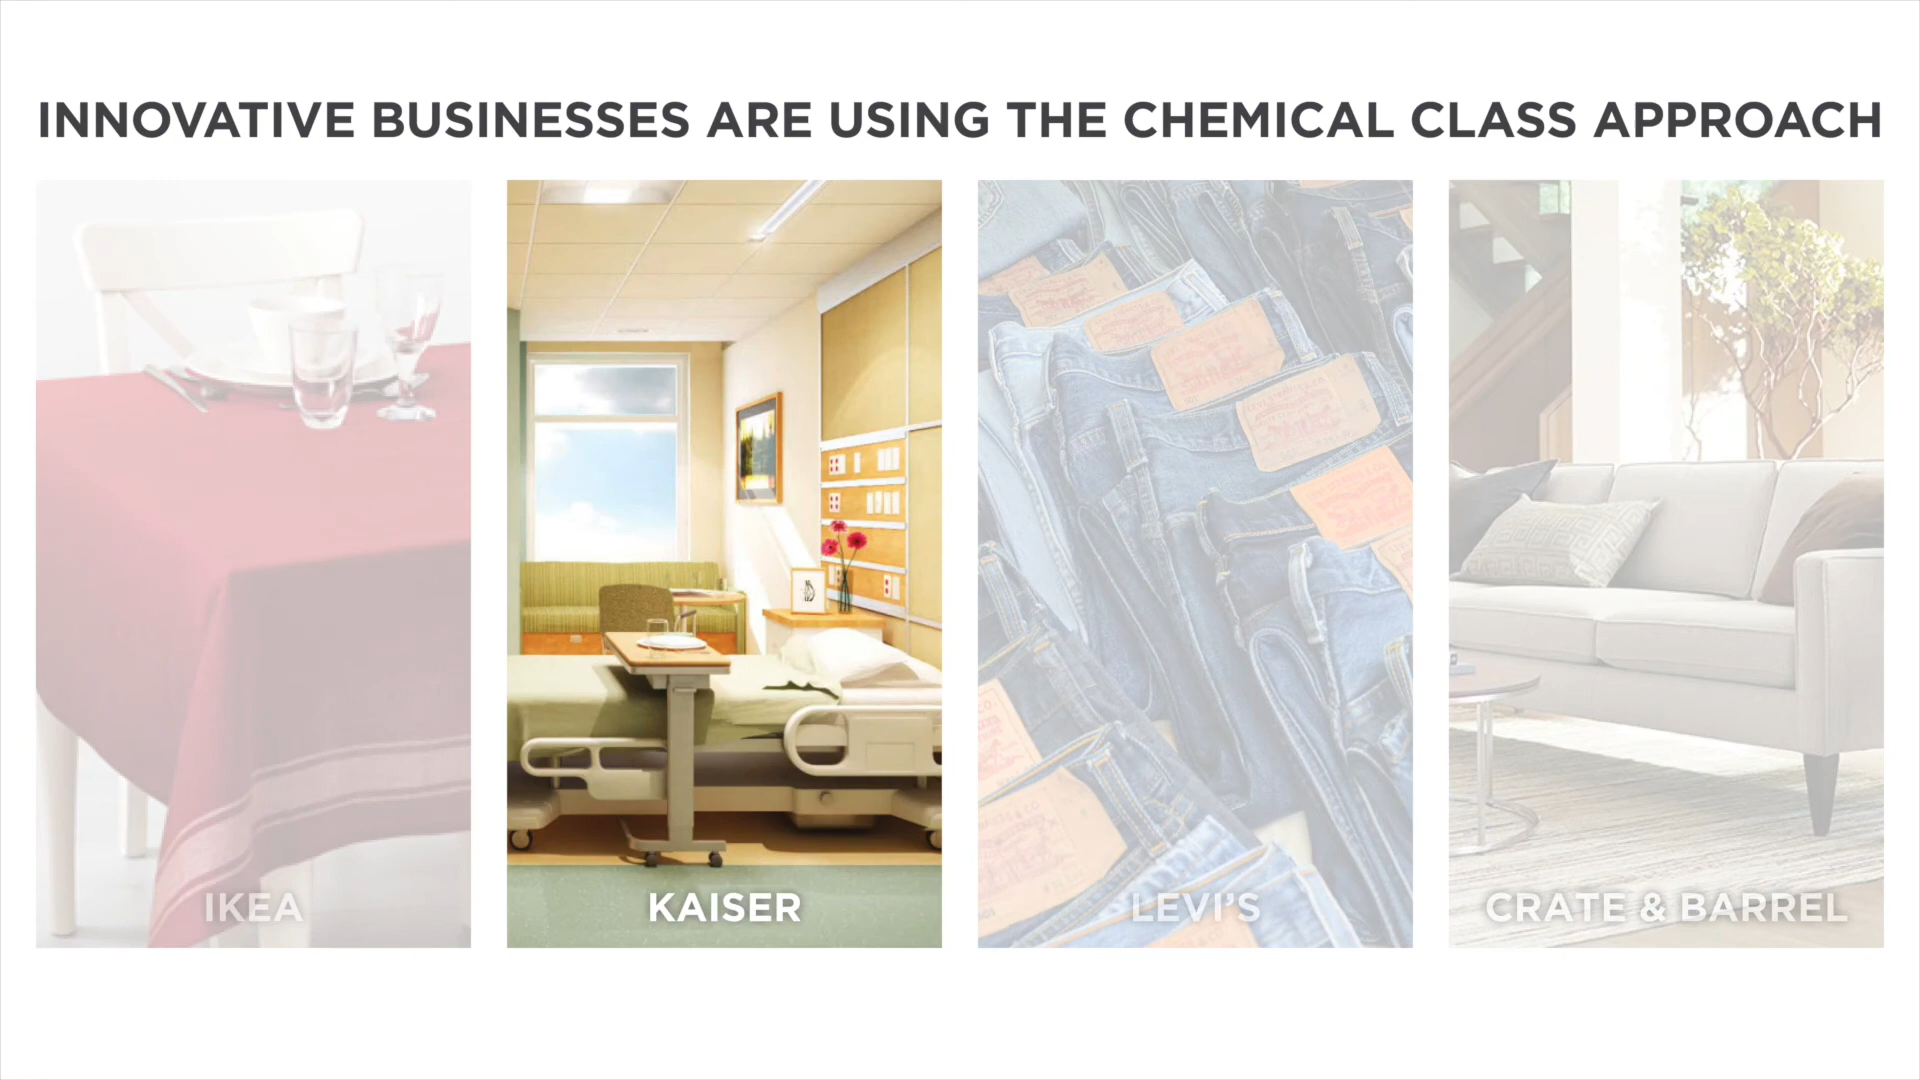 INNOVATIVE BUSINESSES ARE USING THE CHEMICAL CLASS APPROACH
IKEA
KAISER
LEVI'S
CRATE & BARREL